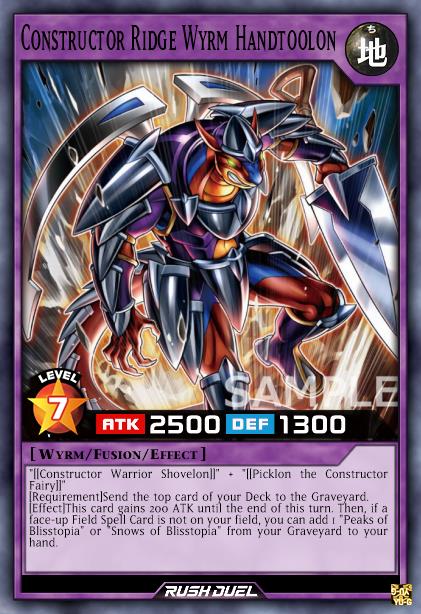 Constructor Ridge Wyrm Handtoolon
ち
地
SAMPLE
LEVEL
7
ATK 2500 DEF 1300
[Wyrm/Fusion/Effect]
"[[Constructor Warrior Shovelon]]" + "[[Picklon the Constructor
Fairy]]"
[Requirement]Send the top card of your Deck to the Graveyard.
[Effect]This card gains 200 ATK until the end of this turn. Then, if a
face-up Field Spell Card is not on your field, you can add 1 "Peaks of
Blisstopia" or "Snows of Blisstopia" from your Graveyard to your
hand.
RUSH DUEL